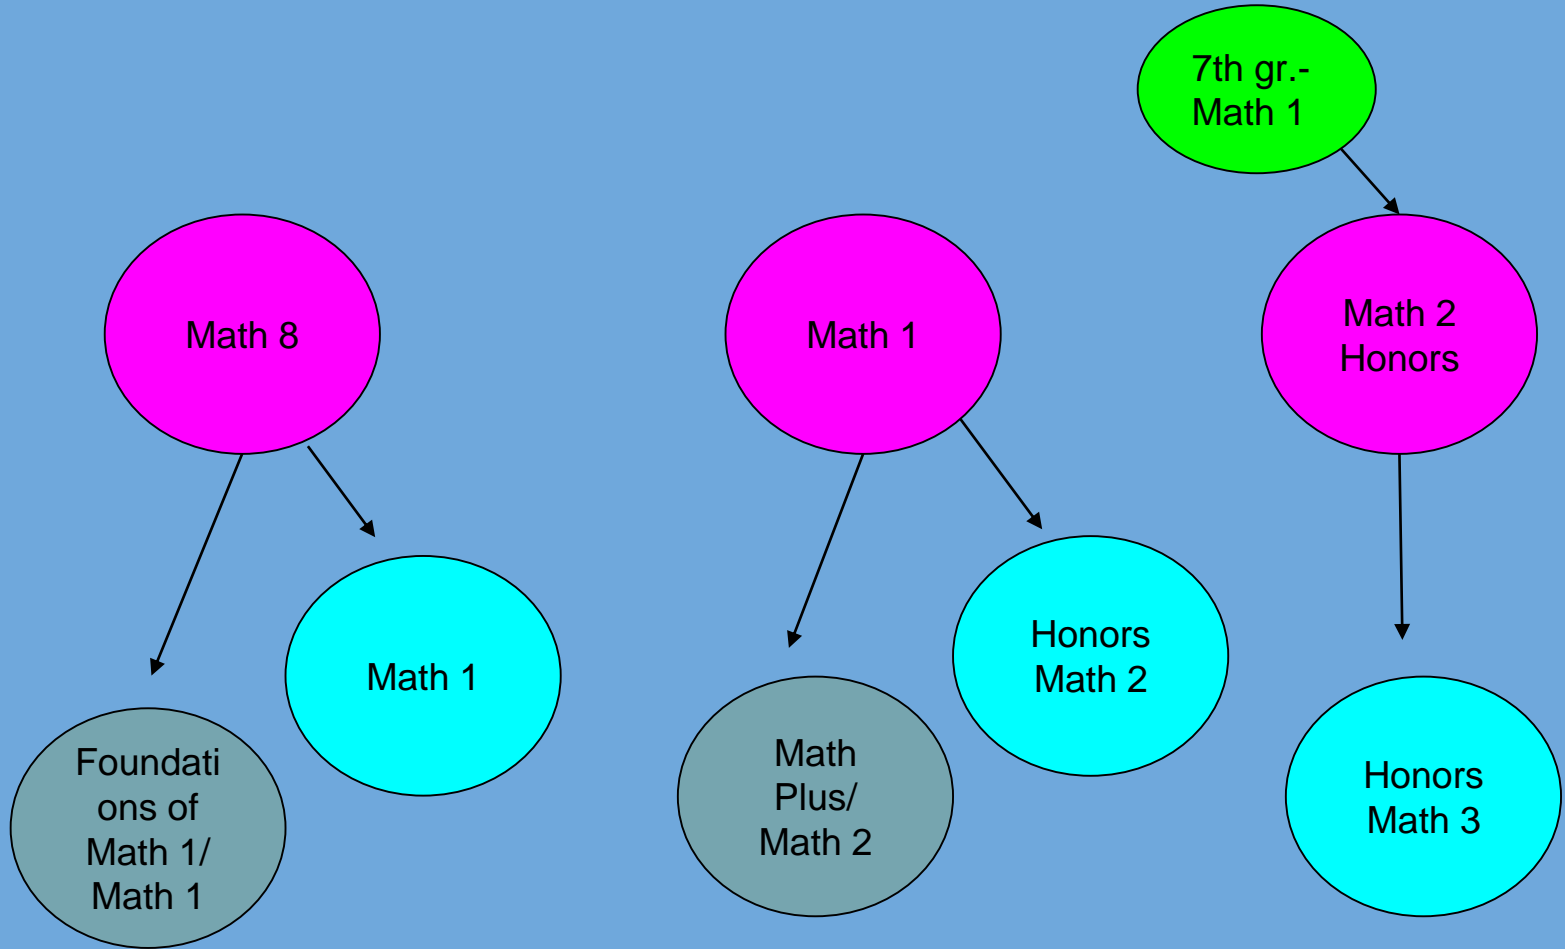 7th gr.-
Math 1
Math 8
Math 1
Math 2
Honors
Math 1
Honors
Math 2
Foundati
ons of
Math 1/
Math 1
Math
Plus/
Math 2
Honors
Math 3